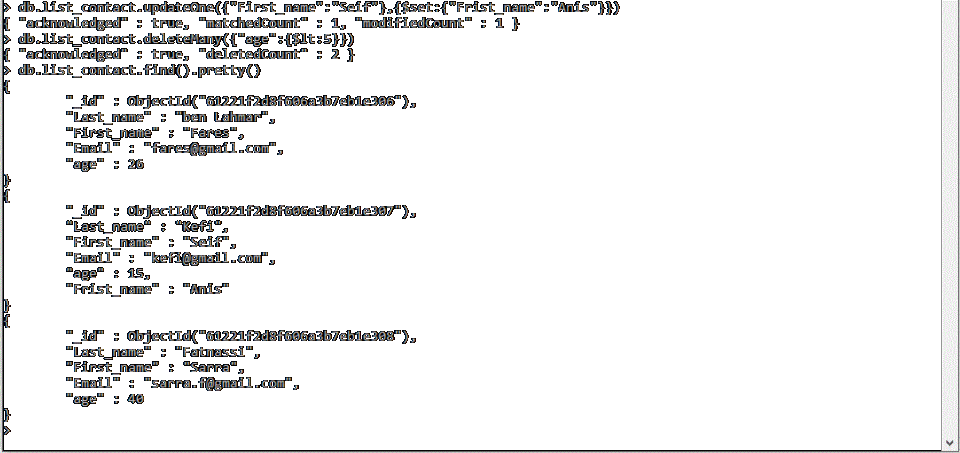 > db.list_contact.updateOne({"First_name":"Seif"},{$set:{"Frist_name":"Anis"}})
{ "acknowledged" : true, "matchedCount" : 1, "modifiedCount" : 1 }
> db.list_contact.deleteMany({"age":{$lt:5}})
{ "acknowledged" : true, "deletedCount" : 2 }
> db.list_contact.find().pretty()
{
"_id" : ObjectId("61221f2d8f606a3b7eb1e306"),
"Last_name" : "ben Lahmar",
"First_name" : "Fares",
"Email" : "fares@gmail.com",
"age" : 26
}
{
"_id" : ObjectId("61221f2d8f606a3b7eb1e307"),
"Last_name" : "Kefi",
"First_name" : "Seif",
"Email" : "kefi@gmail.com",
"age" : 15,
"Frist_name" : "Anis"
}
{
"_id" : ObjectId("61221f2d8f606a3b7eb1e308"),
"Last_name" : "Fatnassi",
"First_name" : "Sarra",
"Email" : "sarra.f@gmail.com",
"age" : 40
}
>